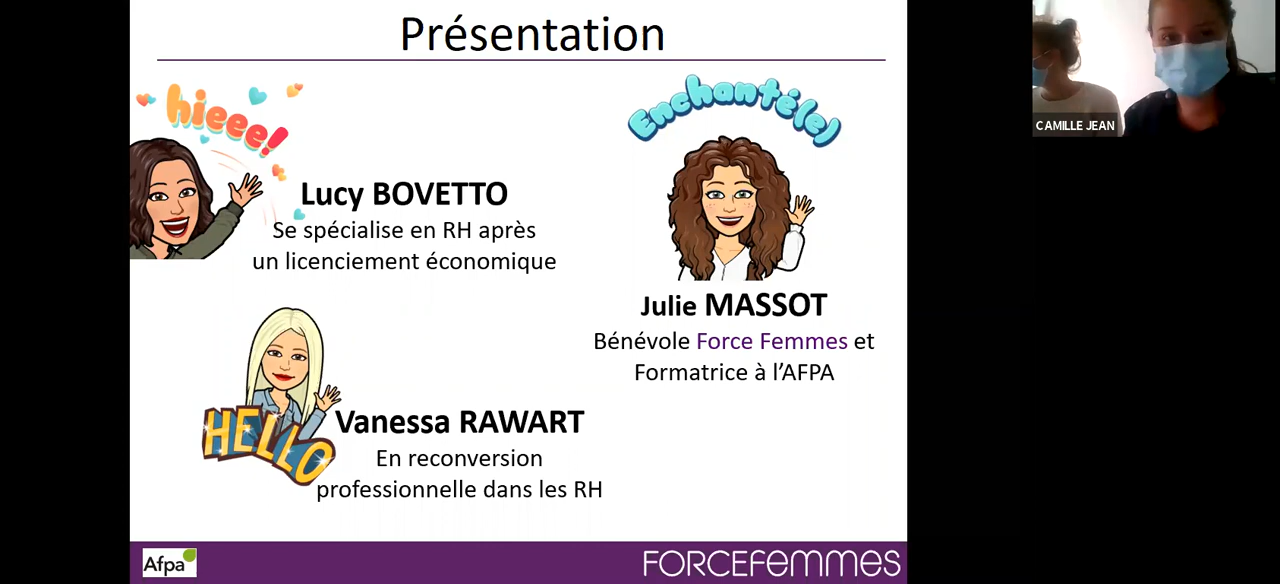 Présentation
hieee!
Lucy BOVETTO
Se spécialise en RH après
un licenciement économique
Enchanté(e)
Julie MASSOT
Bénévole Force Femmes et
Formatrice à l’AFPA
HELLO
Vanessa RAWART
En reconversion
professionnelle dans les RH
Afpa
FORCEFEMMES
CAMILLE JEAN